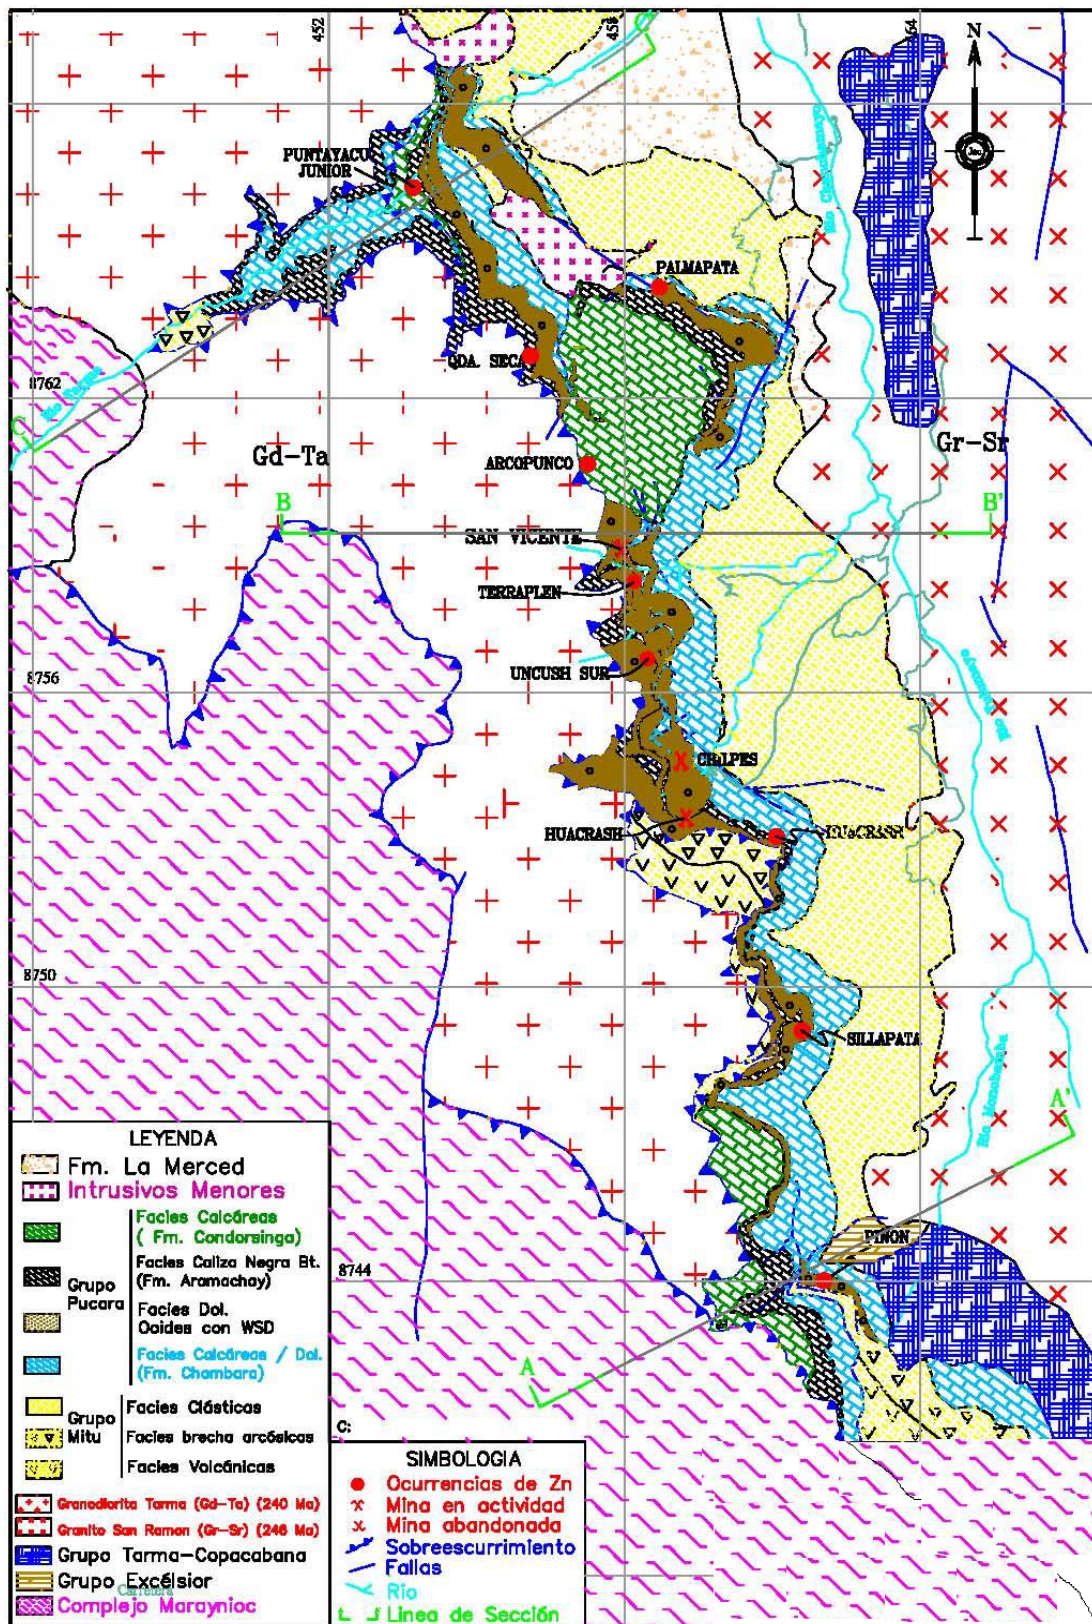 452
458
464
N
PUNTAYACU
JUNIOR
PALMAPATA
QDA. SECA
8762
C
Gd-Ta
Gr-Sr
ARCOPUNCO
B
B'
SAN VICENTE
TERRAPLEN
8756
UNCUSH SUR
CHILPES
HUACRASH
HUACRASH
8750
SILLAPATA
A'
PIÑON
8744
A
C:
LEYENDA
Fm. La Merced
Intrusivos Menores
Grupo
Pucara
Facies Calcáreas
( Fm. Condorsinga)
Facies Caliza Negra Bt.
(Fm. Aramachay)
Facies Dol.
Ooides con WSD
Facies Calcáreas / Dol.
(Fm. Chambara)
Grupo
Mitu
Facies Clásticas
Facies brecha arcósicas
Facies Volcánicas
Granodiorita Tarma (Gd-Ta) (240 Ma)
Granito San Ramon (Gr-Sr) (246 Ma)
Grupo Tarma-Copacabana
Grupo Excélsior
Carretera
Complejo Maraynioc
SIMBOLOGIA
Ocurrencias de Zn
Mina en actividad
Mina abandonada
Sobreescurrimiento
Fallas
Río
Linea de Sección